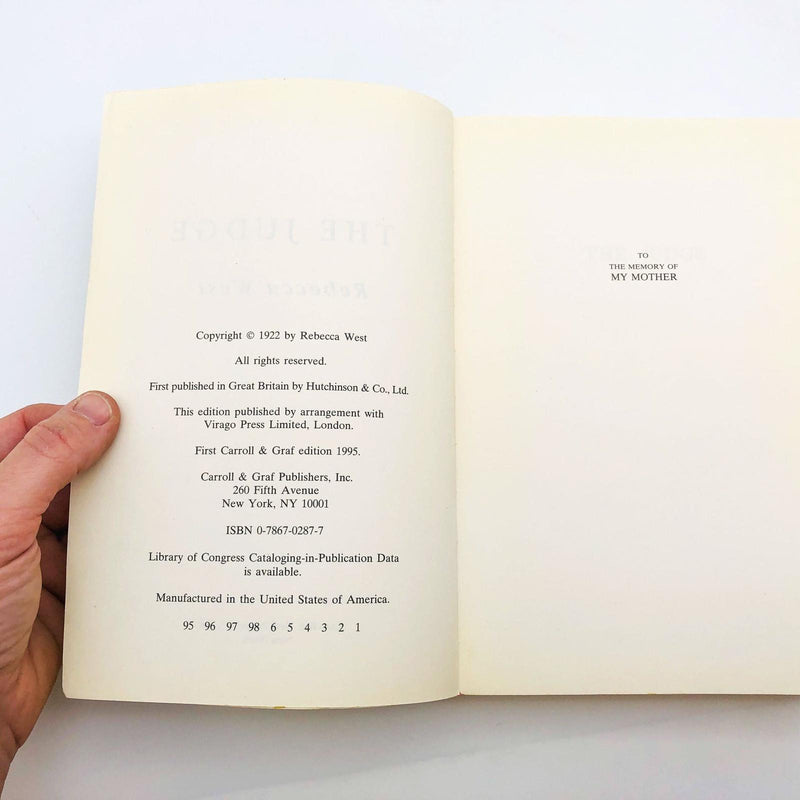 Copyright © 1922 by Rebecca West
All rights reserved.
First published in Great Britain by Hutchinson & Co., Ltd.
This edition published by arrangement with
Virago Press Limited, London.
First Carroll & Graf edition 1995.
Carroll & Graf Publishers, Inc.
260 Fifth Avenue
New York, NY 10001
ISBN 0-7867-0287-7
Library of Congress Cataloging-in-Publication Data
is available.
Manufactured in the United States of America.
95 96 97 98 6 5 4 3 2 1
TO
THE MEMORY OF
MY MOTHER